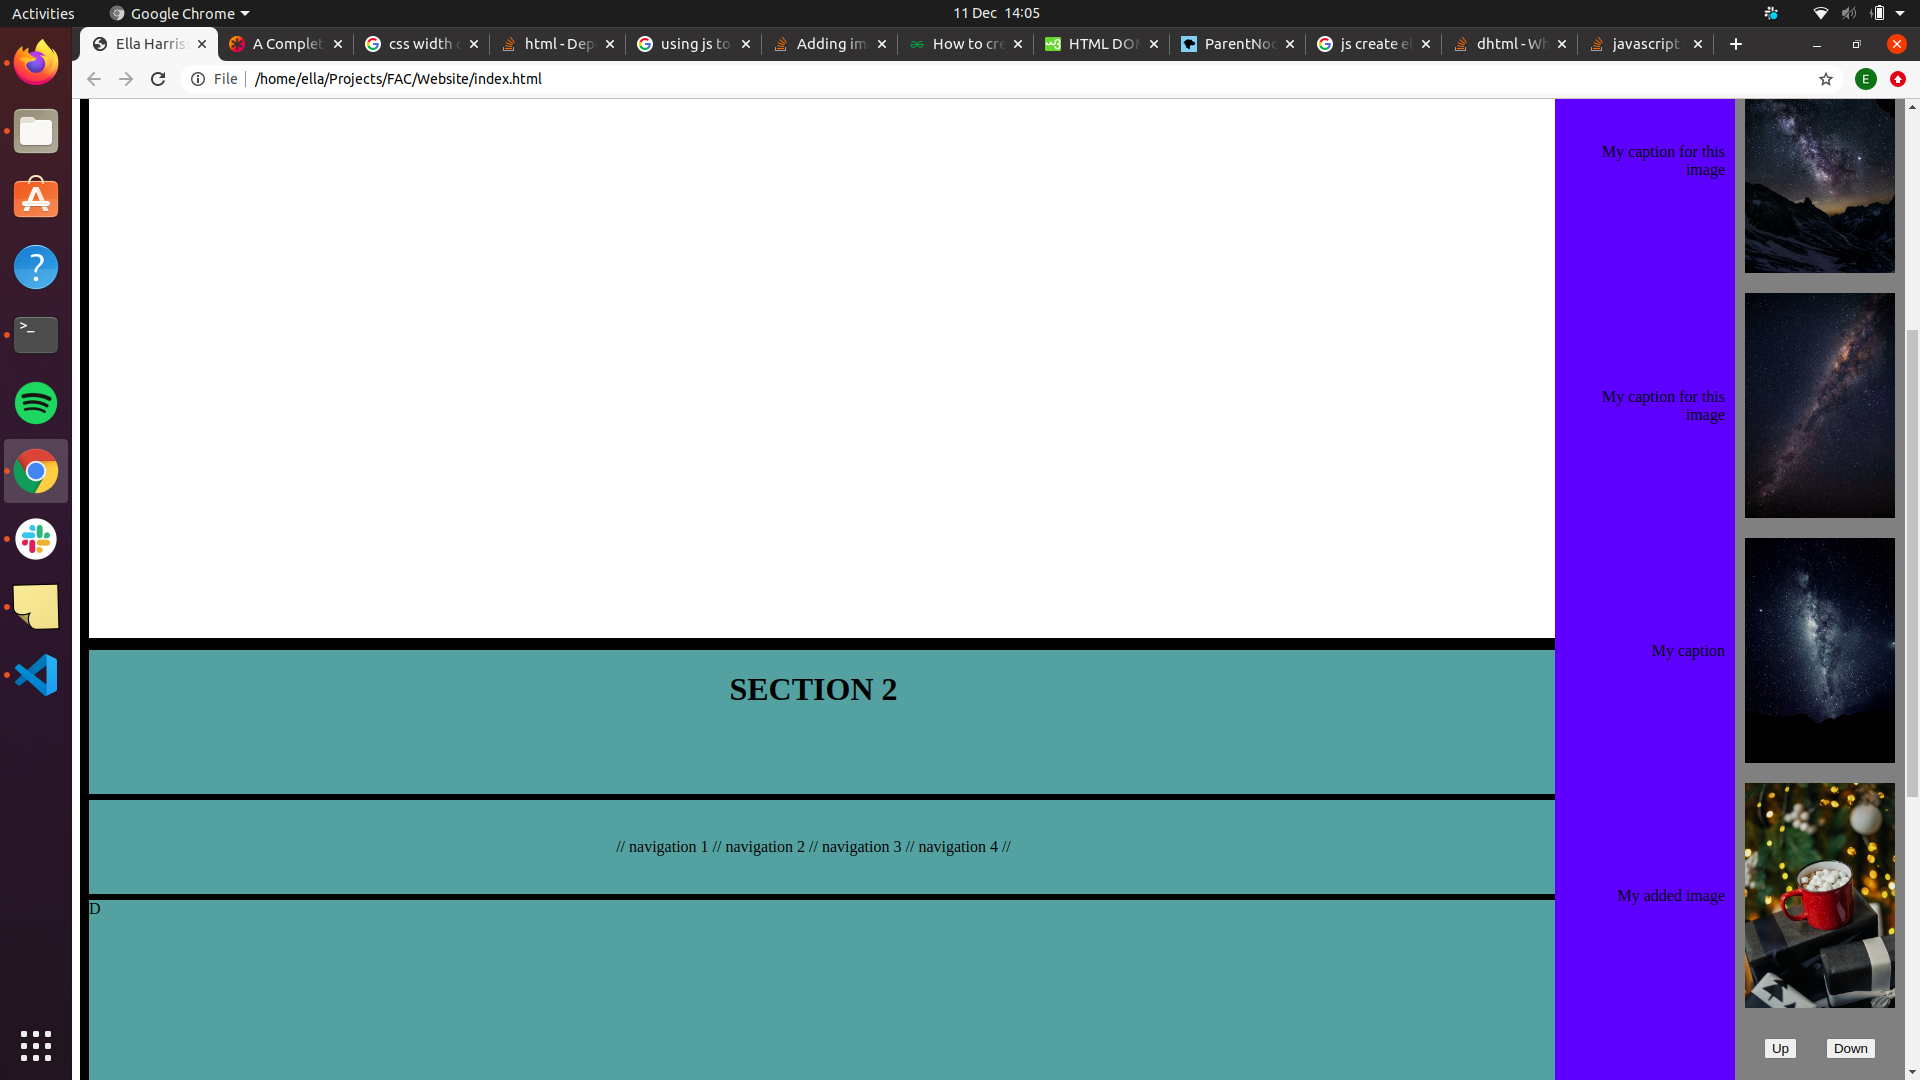 Activities
Google Chrome
11 Dec 14:05
Ella Harris
A Complet
css width
html - Dep
using js to
Adding im
How to cre
HTML DOM
ParentNod
js create el
dhtml - Wh
javascript
File
/home/ella/Projects/FAC/Website/index.html
E
My caption for this
image
My caption for this
image
My caption
SECTION 2
// navigation 1 // navigation 2 // navigation 3 // navigation 4 //
My added image
D
Up
Down